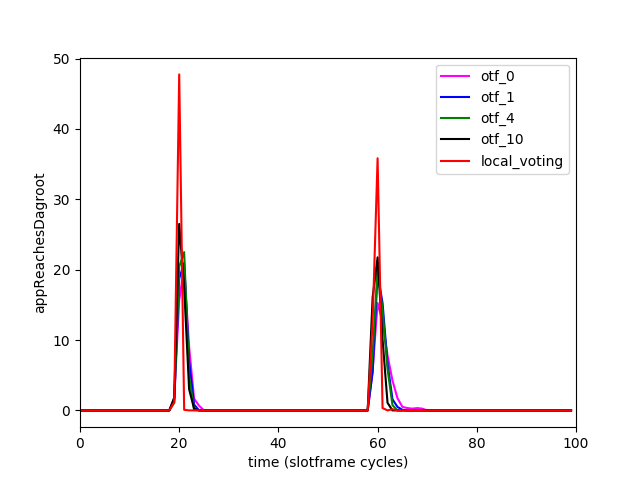 50
40
30
20
10
0
appReachesDagroot
0
20
40
60
80
100
time (slotframe cycles)
otf_0
otf_1
otf_4
otf_10
local_voting